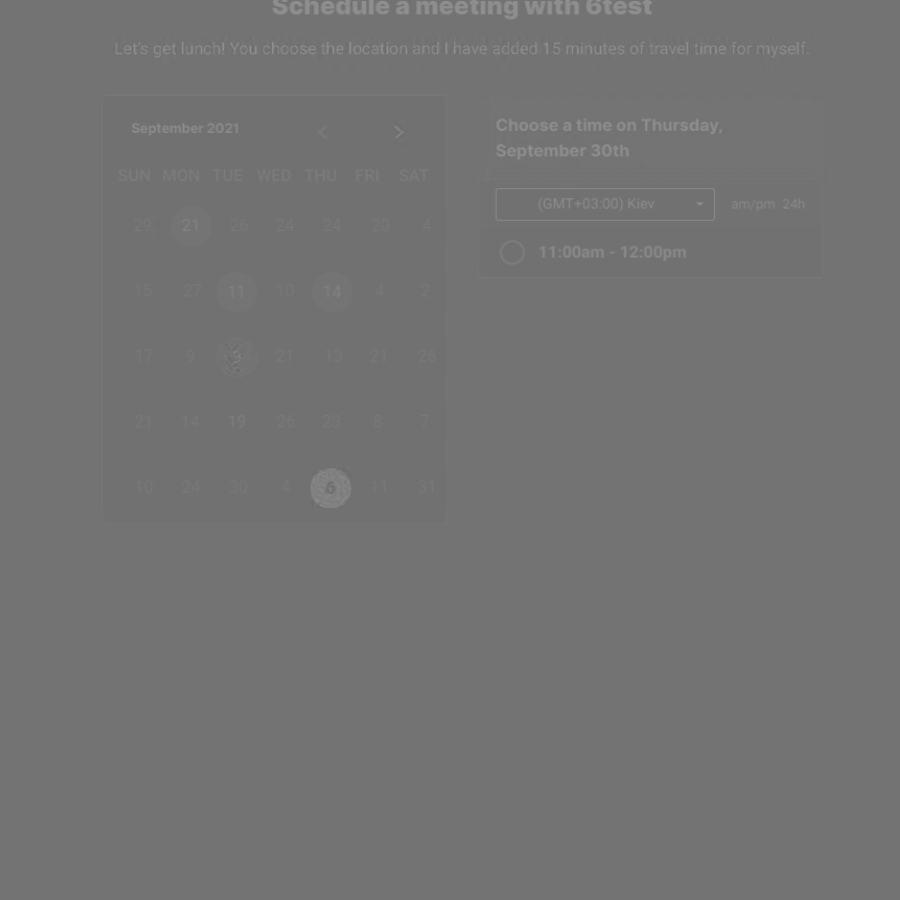 Schedule a meeting with 6test
Let's get lunch! You choose the location and I have added 15 minutes of travel time for myself.
September 2021
SUN MON TUE WED THU FRI SAT
29 21 26 24 24 20 4
15 27 11 10 14 4 2
17 9 21 10 21 26
21 14 19 26 23 8 7
10 24 30 4 6 11 31
Choose a time on Thursday,
September 30th
(GMT+03:00) Kiev
am/pm 24h
11:00am - 12:00pm